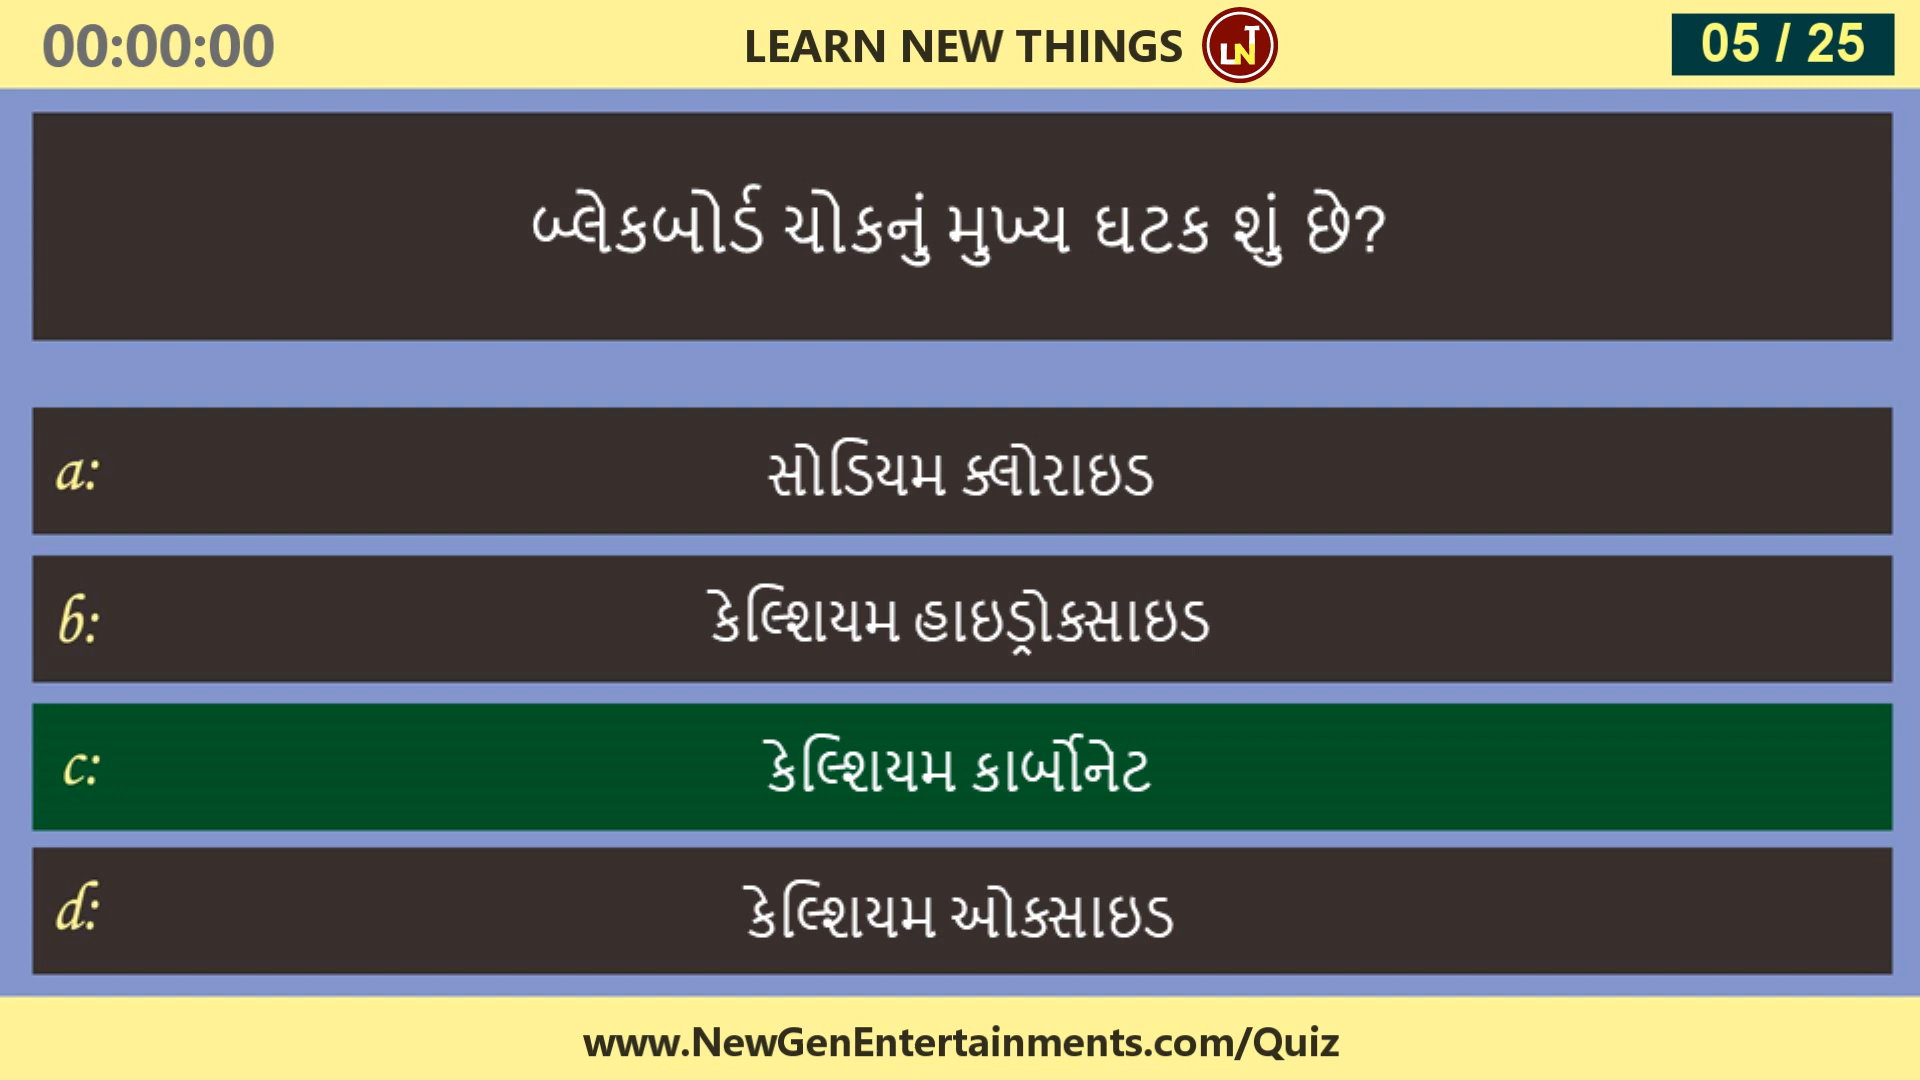 00:00:00
LEARN NEW THINGS
LNT
05 / 25
બ્લેકબોર્ડ ચોકનું મુખ્ય ઘટક શું છે?
a: સોડિયમ ક્લોરાઇડ
b: કેલ્શિયમ હાઇડ્રોક્સાઇડ
c: કેલ્શિયમ કાર્બોનેટ
d: કેલ્શિયમ ઓક્સાઇડ
www.NewGenEntertainments.com/Quiz